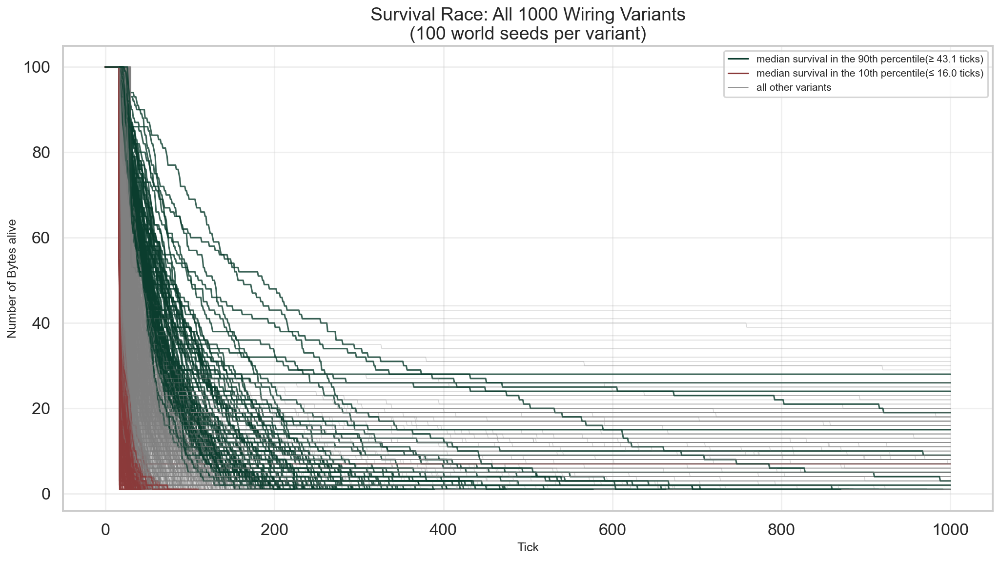 Survival Race: All 1000 Wiring Variants
(100 world seeds per variant)
median survival in the 90th percentile(≥ 43.1 ticks)
median survival in the 10th percentile(≤ 16.0 ticks)
all other variants
Number of Bytes alive
100
80
60
40
20
0
0 200 400 600 800 1000
Tick